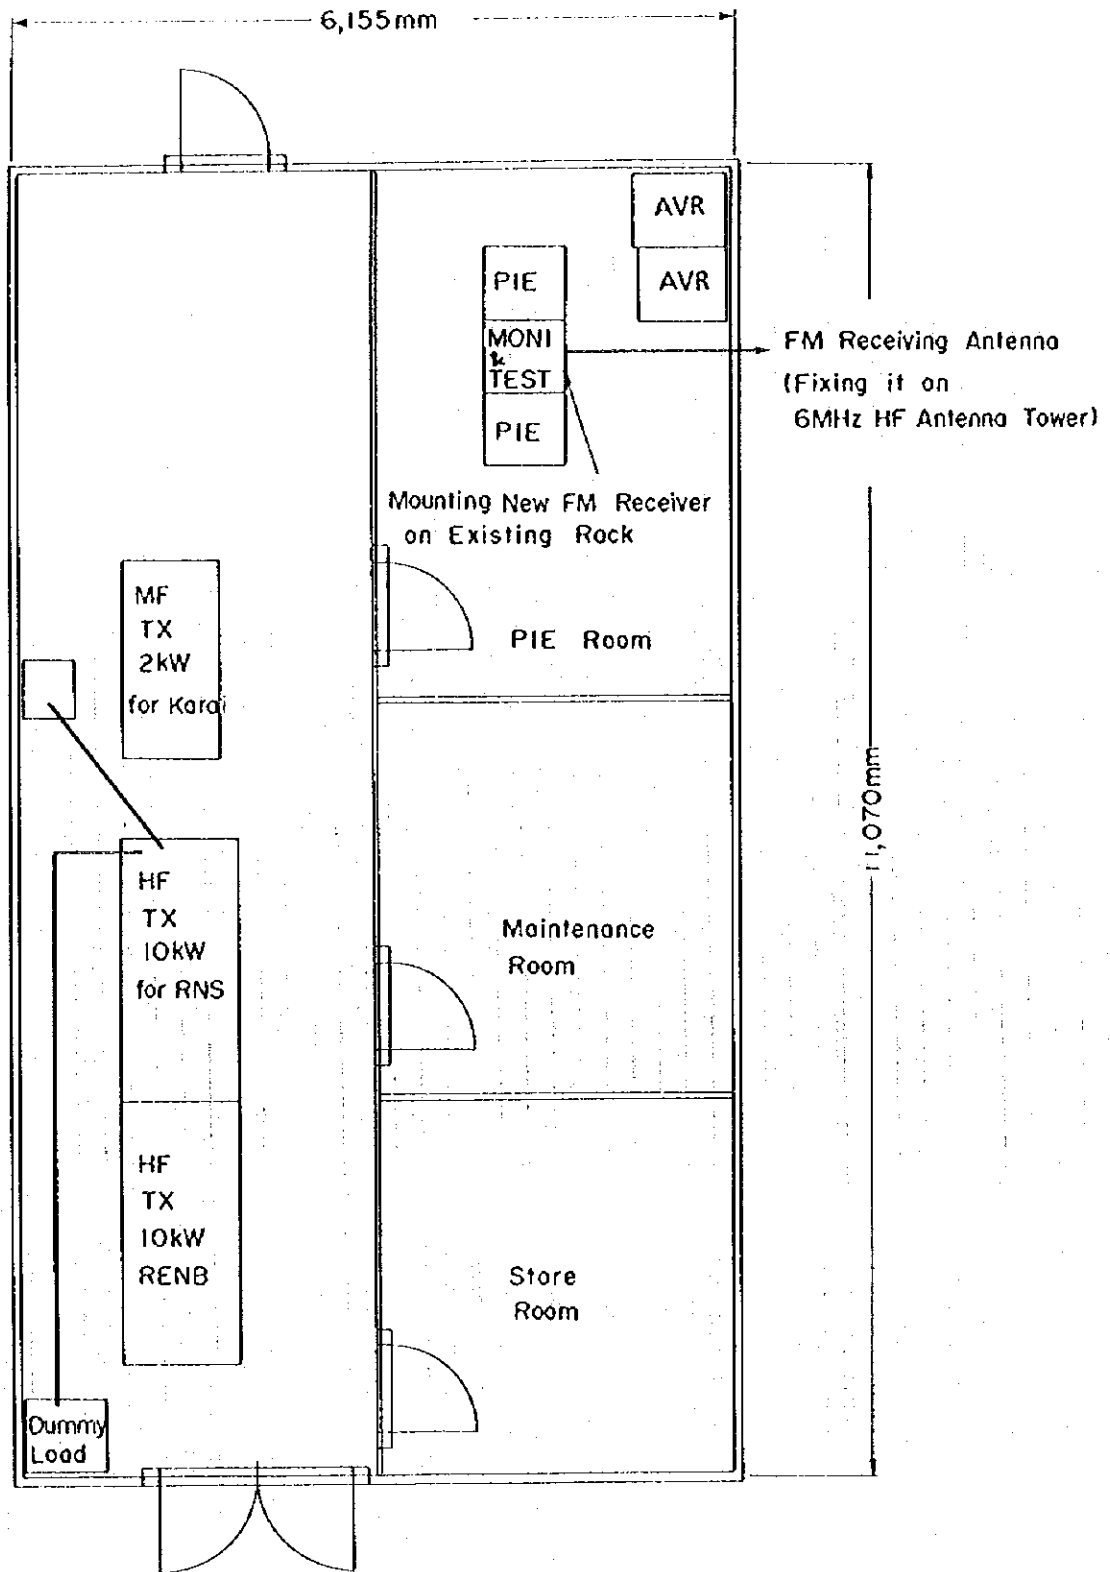 6,155mm
AVR
AVR
PIE
MONI
&
TEST
PIE
FM Receiving Antenna
(Fixing it on
6MHz HF Antenna Tower)
Mounting New FM Receiver
on Existing Rock
MF
TX
2kW
for Karai
PIE Room
11,070mm
HF
TX
10kW
for RNS
Maintenance
Room
HF
TX
10kW
RENB
Store
Room
Dummy
Load